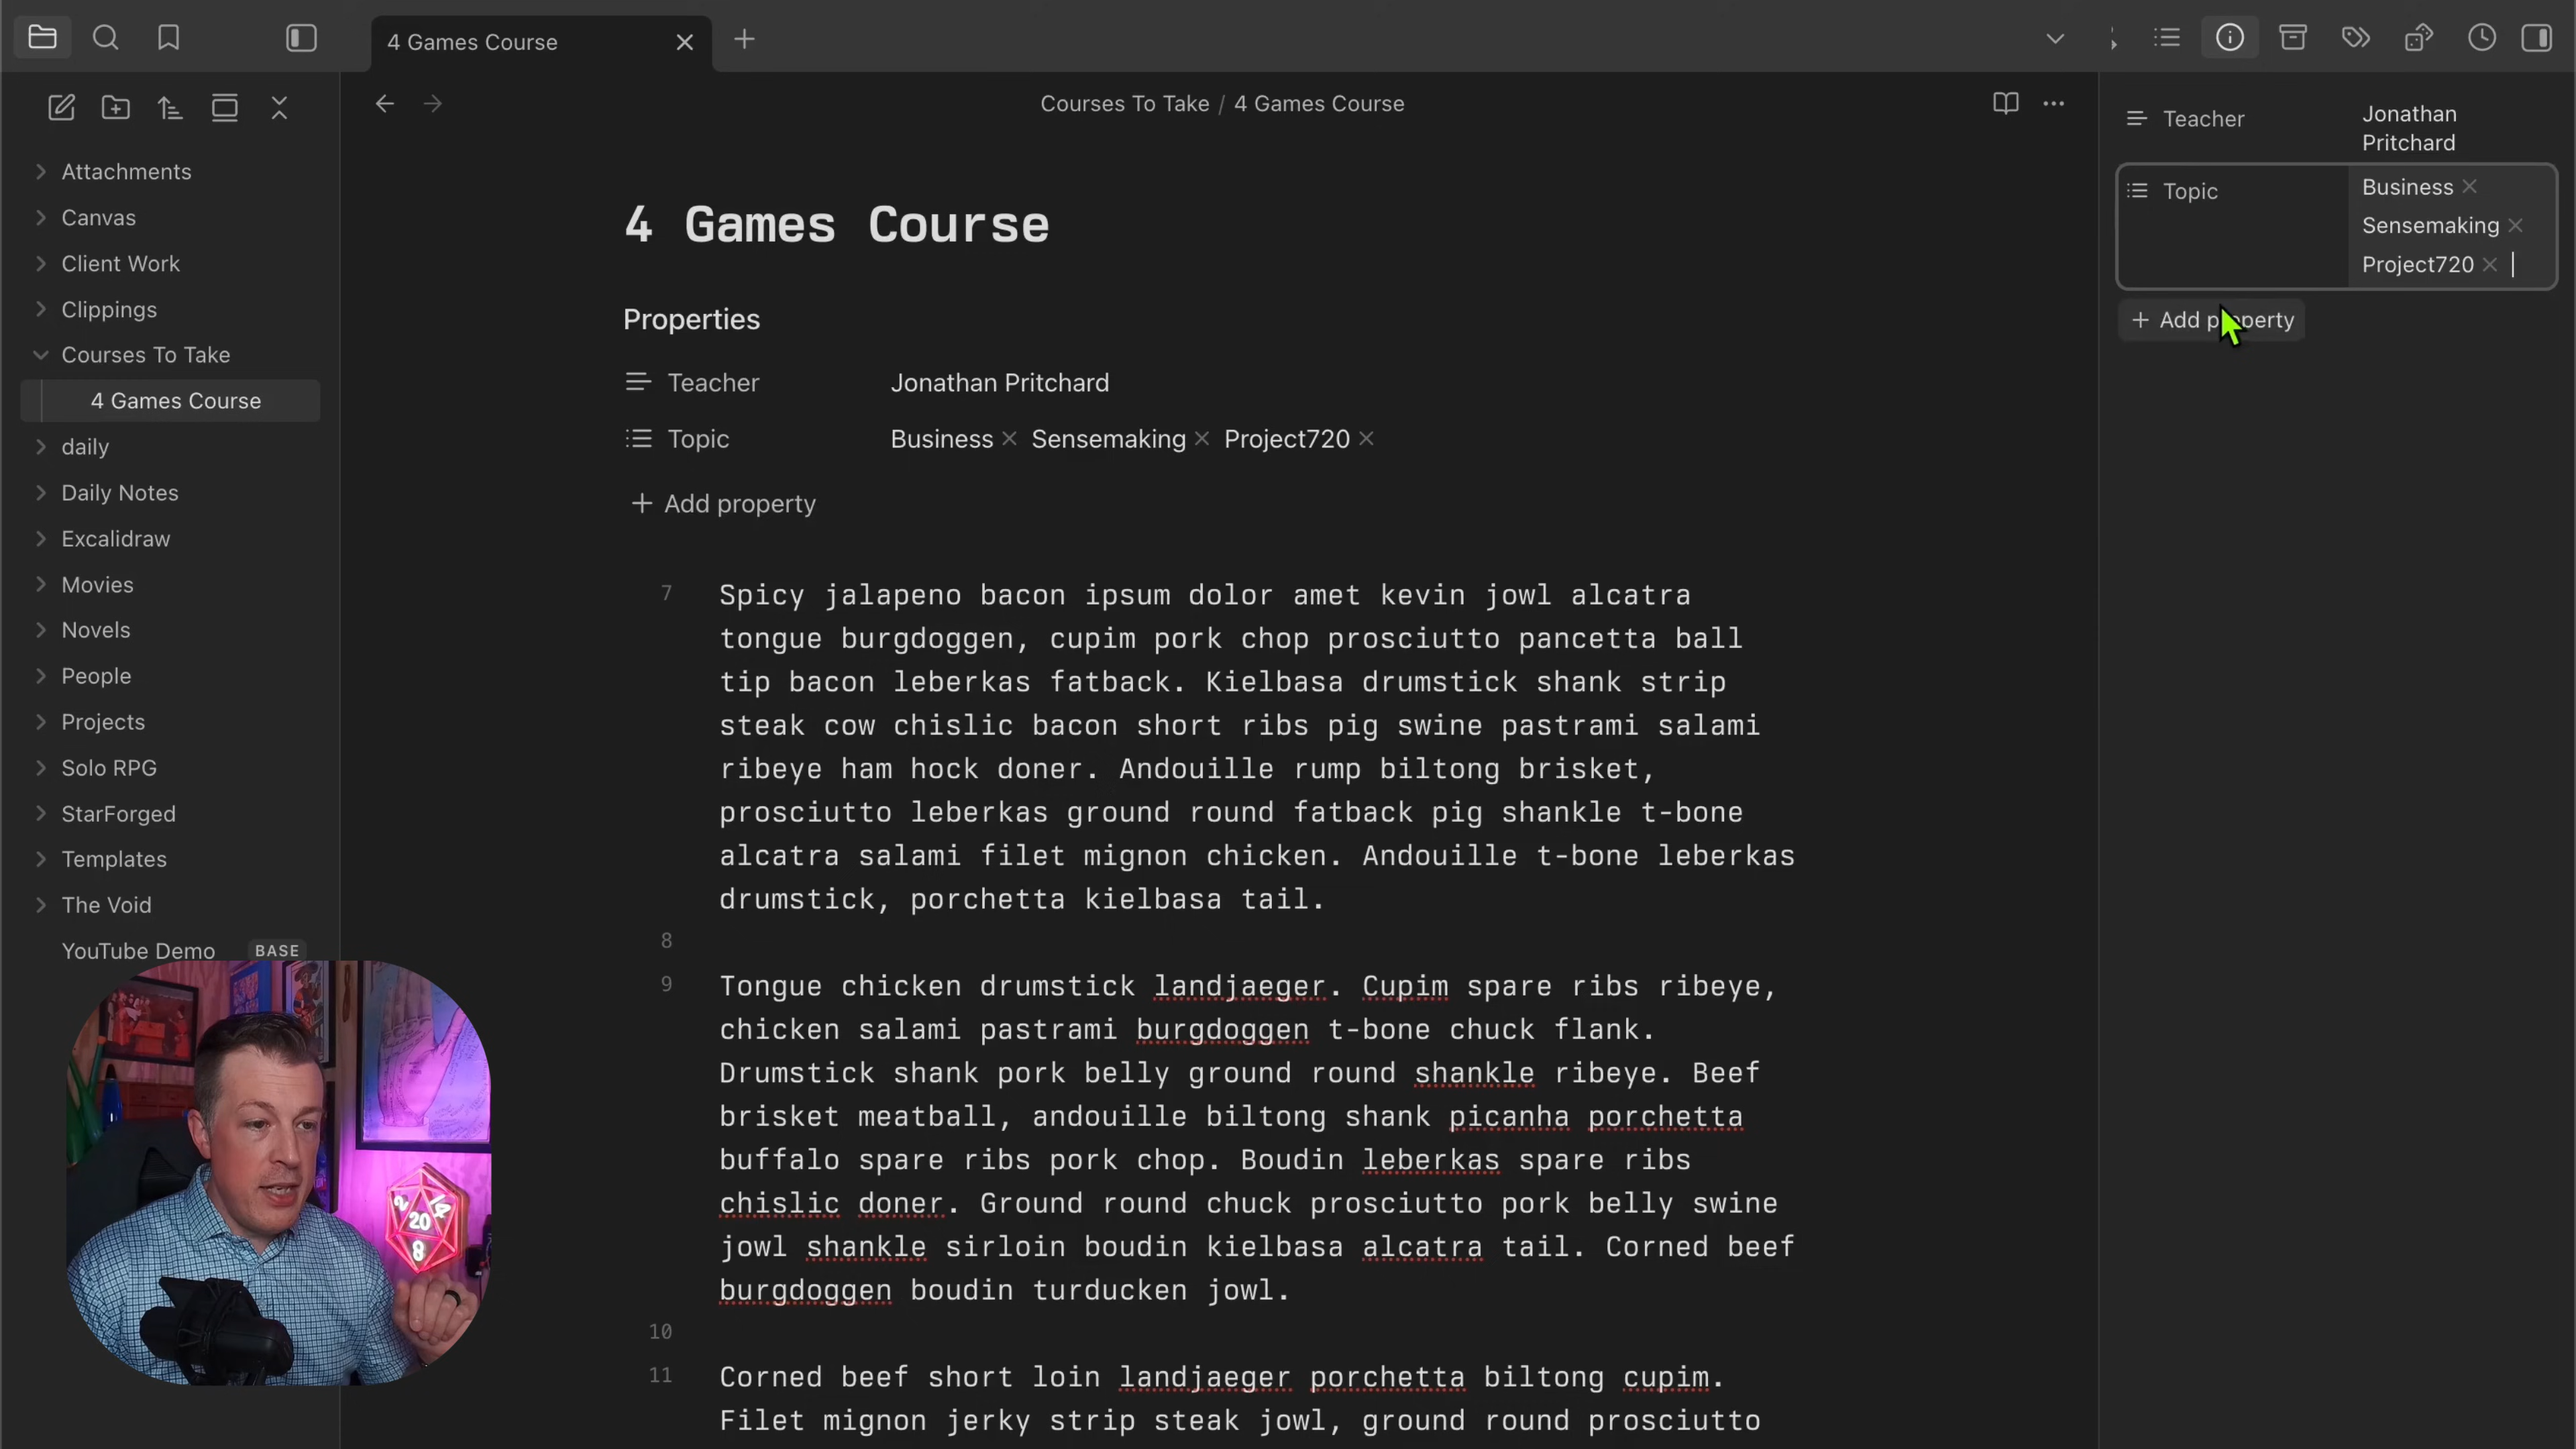 4 Games Course
Courses To Take / 4 Games Course
Attachments
Canvas
Client Work
Clippings
Courses To Take
4 Games Course
daily
Daily Notes
Excalidraw
Movies
Novels
People
Projects
Solo RPG
StarForged
Templates
The Void
YouTube Demo BASE
4 Games Course
Properties
Teacher Jonathan Pritchard
Topic Business Sensemaking Project720
Add property
7 Spicy jalapeno bacon ipsum dolor amet kevin jowl alcatra
tongue burgdoggen, cupim pork chop prosciutto pancetta ball
tip bacon leberkas fatback. Kielbasa drumstick shank strip
steak cow chislic bacon short ribs pig swine pastrami salami
ribeye ham hock doner. Andouille rump biltong brisket,
prosciutto leberkas ground round fatback pig shankle t-bone
alcatra salami filet mignon chicken. Andouille t-bone leberkas
drumstick, porchetta kielbasa tail.
8
9 Tongue chicken drumstick landjaeger. Cupim spare ribs ribeye,
chicken salami pastrami burgdoggen t-bone chuck flank.
Drumstick shank pork belly ground round shankle ribeye. Beef
brisket meatball, andouille biltong shank picanha porchetta
buffalo spare ribs pork chop. Boudin leberkas spare ribs
chislic doner. Ground round chuck prosciutto pork belly swine
jowl shankle sirloin boudin kielbasa alcatra tail. Corned beef
burgdoggen boudin turducken jowl.
10
11 Corned beef short loin landjaeger porchetta biltong cupim.
Filet mignon jerky strip steak jowl, ground round prosciutto
Teacher Jonathan
Pritchard
Topic Business
Sensemaking
Project720
Add property
2 4
20
8